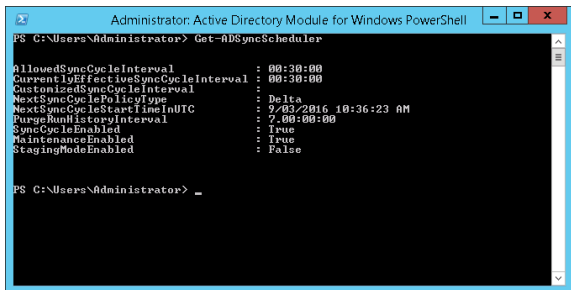 Administrator: Active Directory Module for Windows PowerShell
PS C:\Users\Administrator> Get-ADSyncScheduler
AllowedSyncCycleInterval : 00:30:00
CurrentlyEffectiveSyncCycleInterval : 00:30:00
CustomizedSyncCycleInterval :
NextSyncCyclePolicyType : Delta
NextSyncCycleStartTimeInUTC : 9/03/2016 10:36:23 AM
PurgeRunHistoryInterval : 7.00:00:00
SyncCycleEnabled : True
MaintenanceEnabled : True
StagingModeEnabled : False
PS C:\Users\Administrator> _